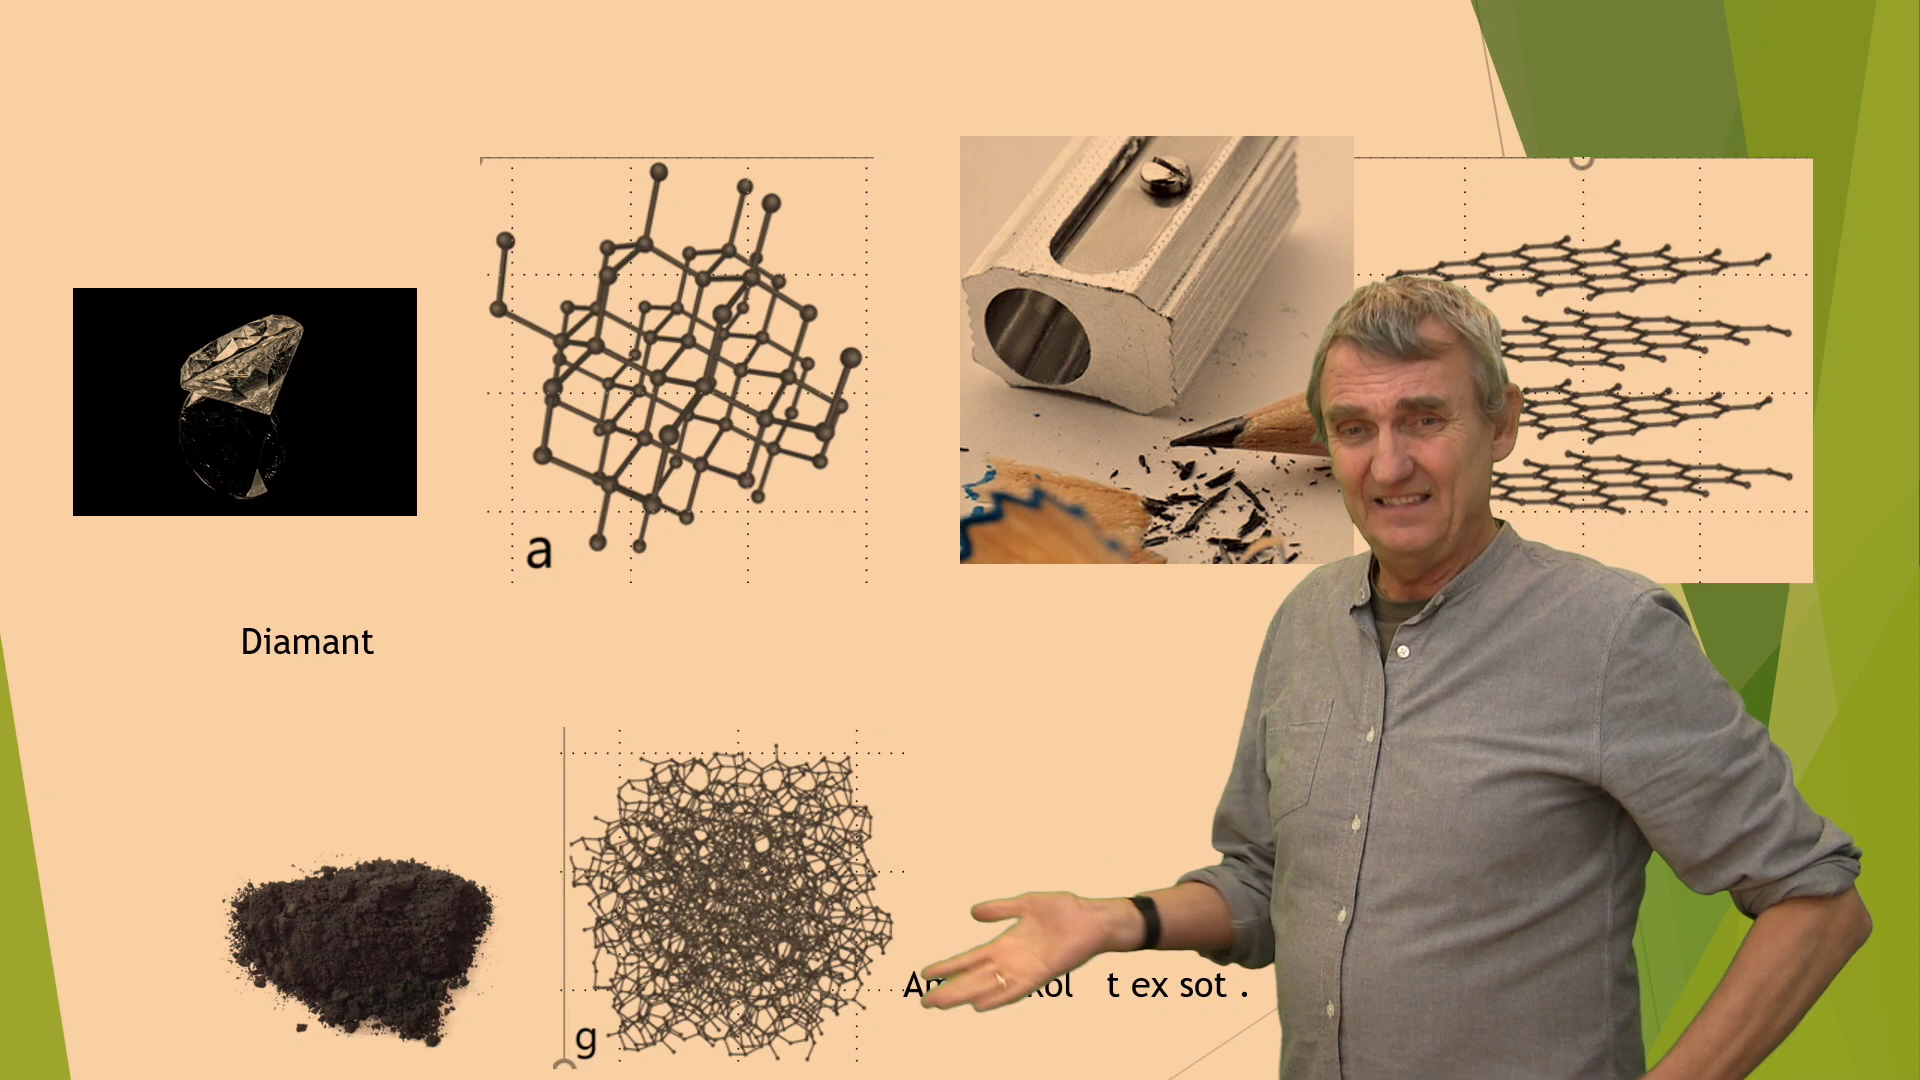 a
Diamant
g
t ex sot .